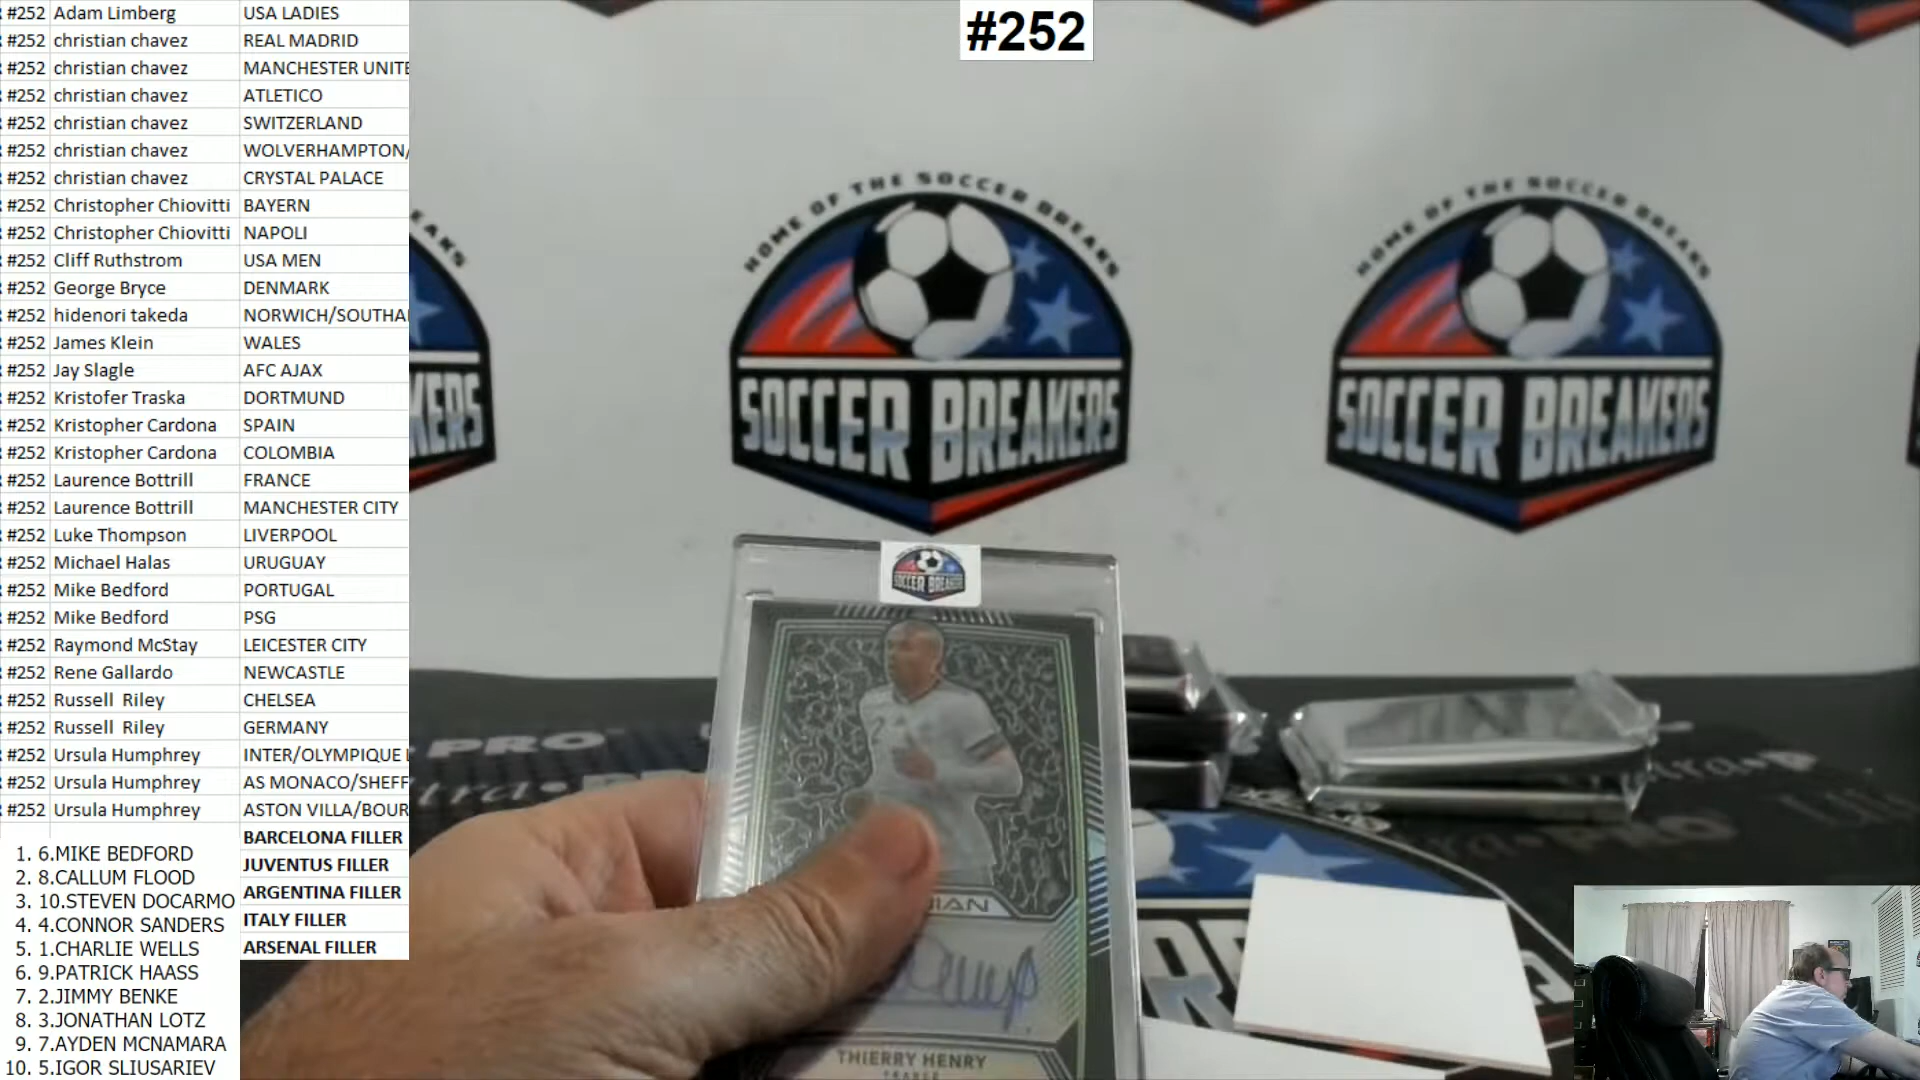 #252 Adam Limberg USA LADIES
#252 christian chavez REAL MADRID
#252 christian chavez MANCHESTER UNITE
#252 christian chavez ATLETICO
#252 christian chavez SWITZERLAND
#252 christian chavez WOLVERHAMPTON/
#252 christian chavez CRYSTAL PALACE
#252 Christopher Chiovitti BAYERN
#252 Christopher Chiovitti NAPOLI
#252 Cliff Ruthstrom USA MEN
#252 George Bryce DENMARK
#252 hidenori takeda NORWICH/SOUTHA
#252 James Klein WALES
#252 Jay Slagle AFC AJAX
#252 Kristofer Traska DORTMUND
#252 Kristopher Cardona SPAIN
#252 Kristopher Cardona COLOMBIA
#252 Laurence Bottrill FRANCE
#252 Laurence Bottrill MANCHESTER CITY
#252 Luke Thompson LIVERPOOL
#252 Michael Halas URUGUAY
#252 Mike Bedford PORTUGAL
#252 Mike Bedford PSG
#252 Raymond McStay LEICESTER CITY
#252 Rene Gallardo NEWCASTLE
#252 Russell Riley CHELSEA
#252 Russell Riley GERMANY
#252 Ursula Humphrey INTER/OLYMPIQUE L
#252 Ursula Humphrey AS MONACO/SHEFF
#252 Ursula Humphrey ASTON VILLA/BOUR
BARCELONA FILLER
JUVENTUS FILLER
ARGENTINA FILLER
ITALY FILLER
ARSENAL FILLER
1. 6.MIKE BEDFORD
2. 8.CALLUM FLOOD
3. 10.STEVEN DOCARMO
4. 4.CONNOR SANDERS
5. 1.CHARLIE WELLS
6. 9.PATRICK HAASS
7. 2.JIMMY BENKE
8. 3.JONATHAN LOTZ
9. 7.AYDEN MCNAMARA
10. 5.IGOR SLIUSARIEV
#252
EAKS
KERS
HOME OF THE SOCCER BREAKS
SOCCER BREAKERS
HOME OF THE SOCCER BREAKS
SOCCER BREAKERS
SOCCER BREAKERS
DIAN
THIERRY HENRY
FRANCE
PRO
tra
PRO